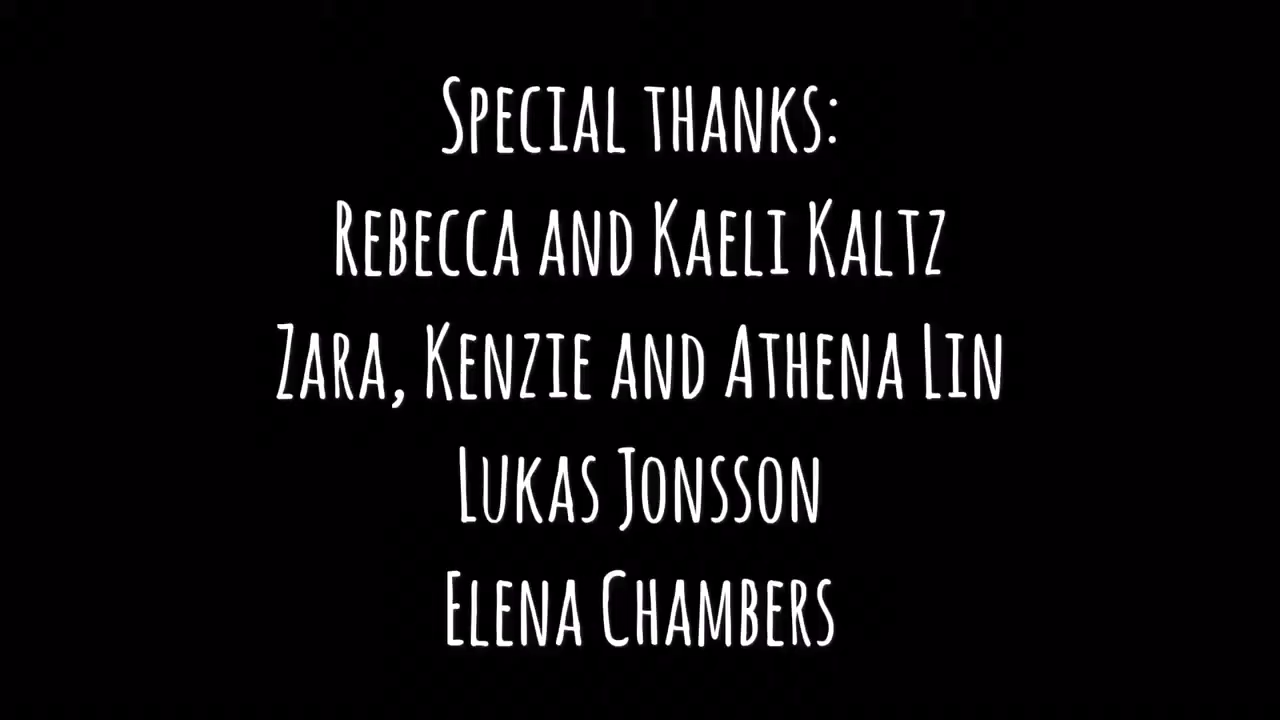 Special thanks:
Rebecca and Kaeli Kaltz
Zara, Kenzie and Athena Lin
Lukas Jonsson
Elena Chambers